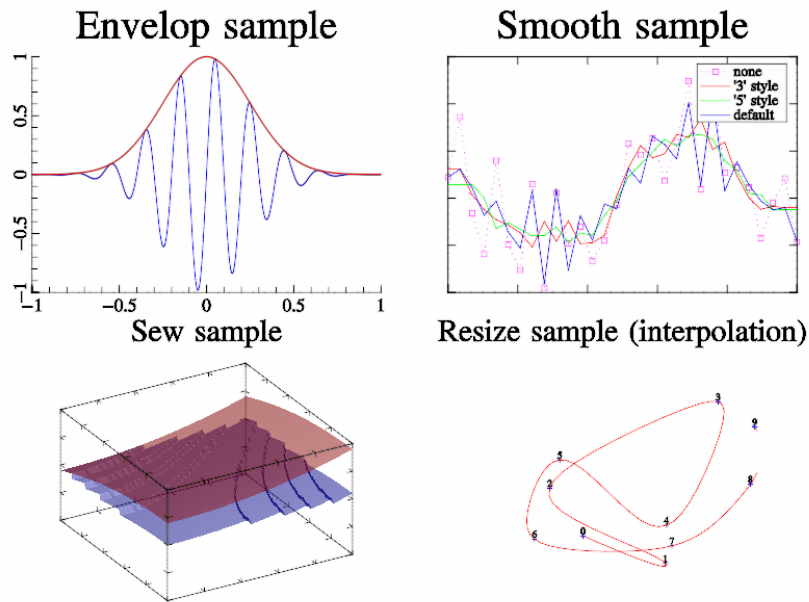 Envelop sample
1
0.5
0
−0.5
−1
−1
−0.5
0
0.5
1
Smooth sample
none
'3' style
'5' style
default
Sew sample
Resize sample (interpolation)
3
9
5
2
8
4
6
0
7
1